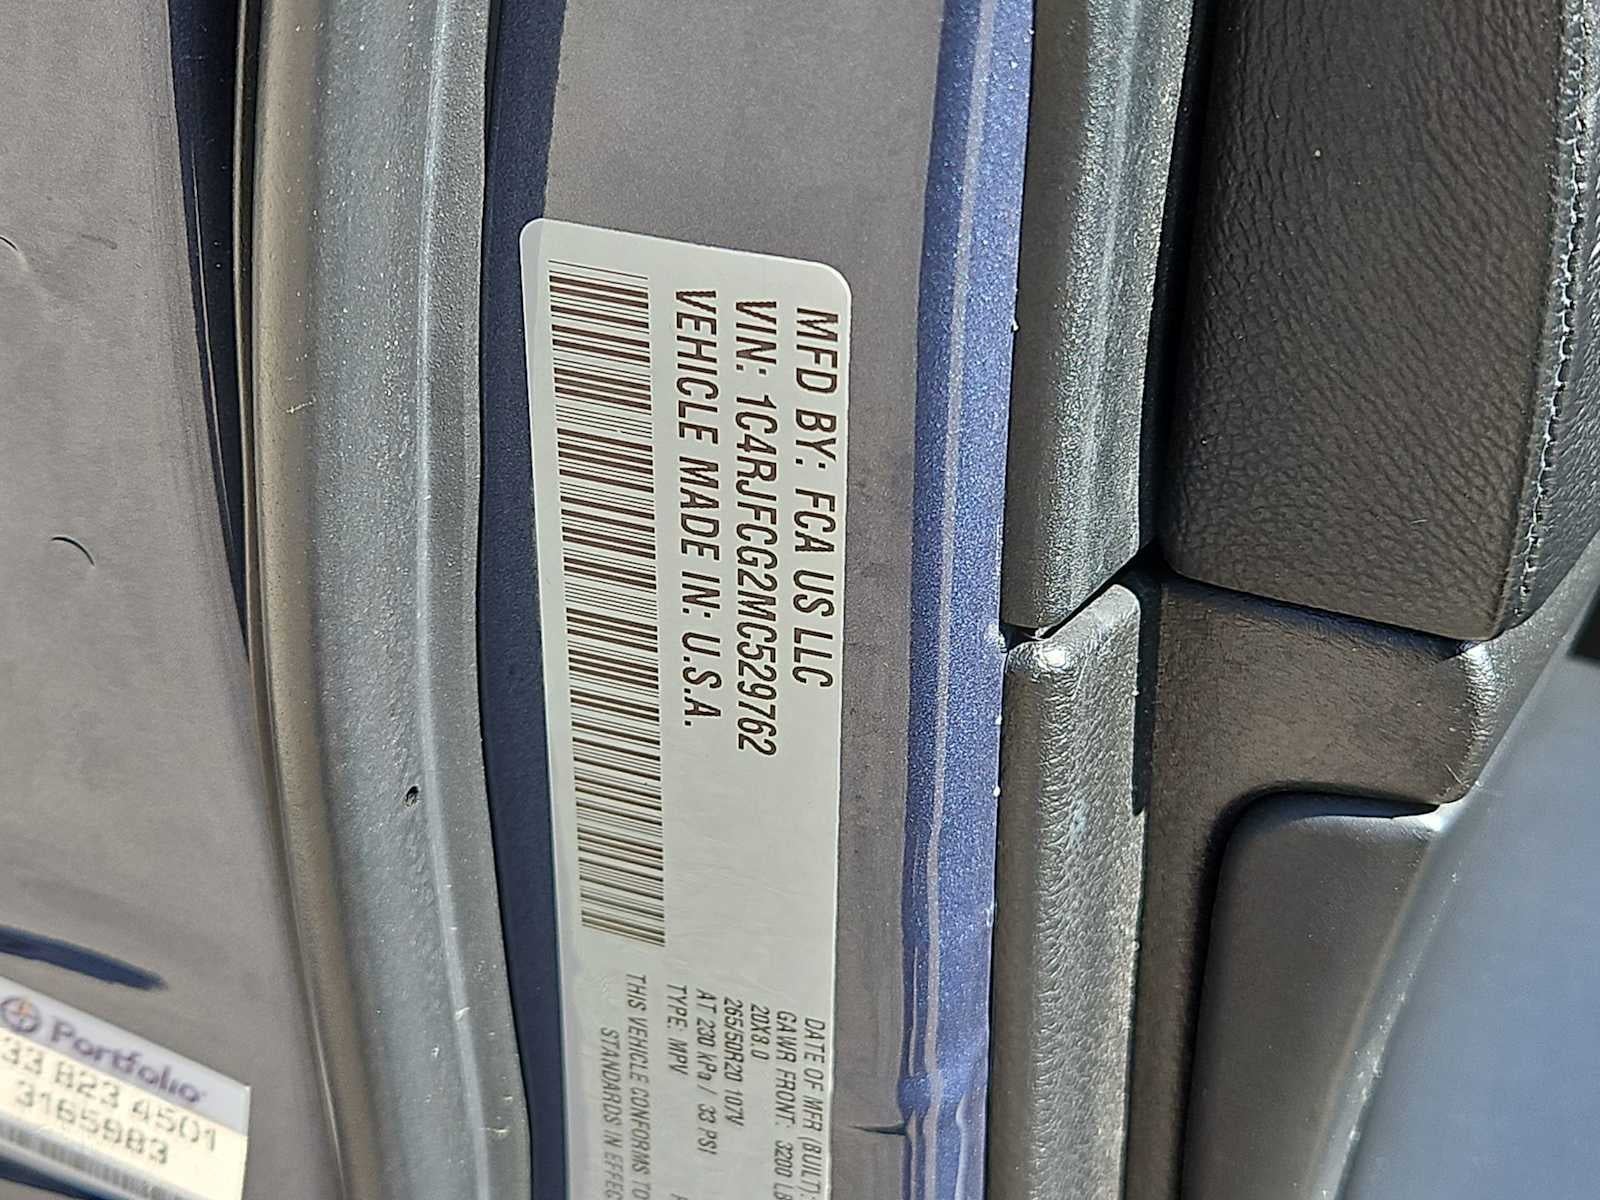 MFD BY: FCA US LLC
VIN: 1C4RJFCG2MC529762
VEHICLE MADE IN: U.S.A.
DATE OF MFR (BUILT:
GAWR FRONT: 3200 LB
20X8.0
265/50R20 107V
AT 230 kPa / 33 PSI
TYPE: MPV
THIS VEHICLE CONFORMS TO
STANDARDS IN EFFEC
Portfolio
33 823 4501
3165983